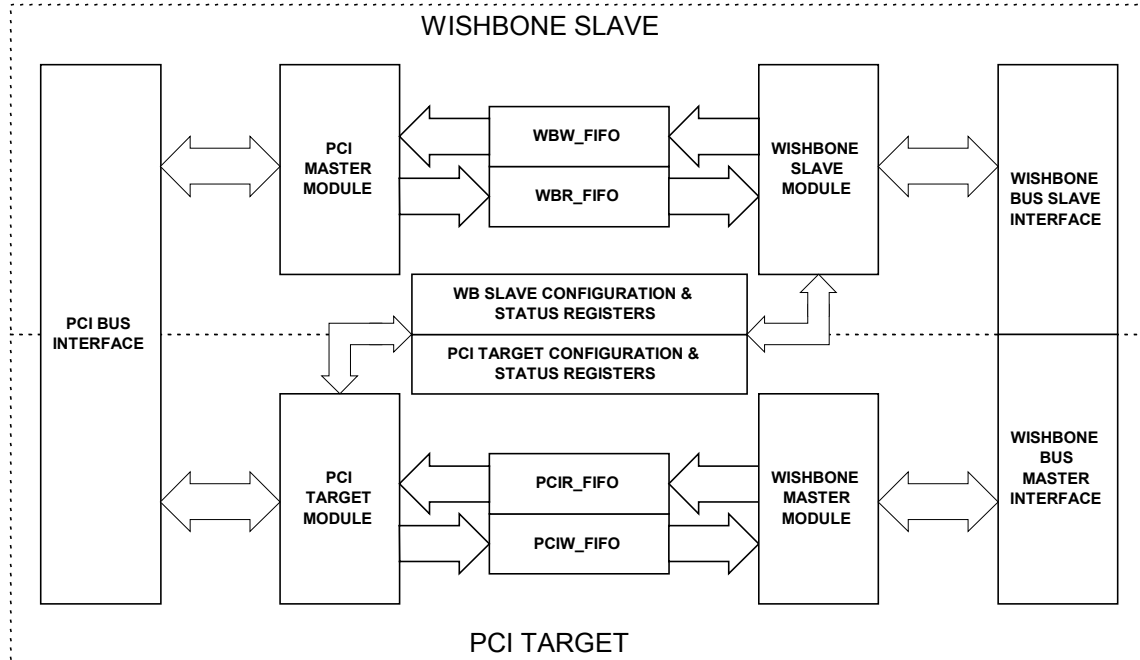 WISHBONE SLAVE
PCI BUS
INTERFACE
PCI
MASTER
MODULE
WBW_FIFO
WBR_FIFO
WISHBONE
SLAVE
MODULE
WISHBONE
BUS SLAVE
INTERFACE
WB SLAVE CONFIGURATION &
STATUS REGISTERS
PCI TARGET CONFIGURATION &
STATUS REGISTERS
PCI
TARGET
MODULE
PCIR_FIFO
PCIW_FIFO
WISHBONE
MASTER
MODULE
WISHBONE
BUS
MASTER
INTERFACE
PCI TARGET